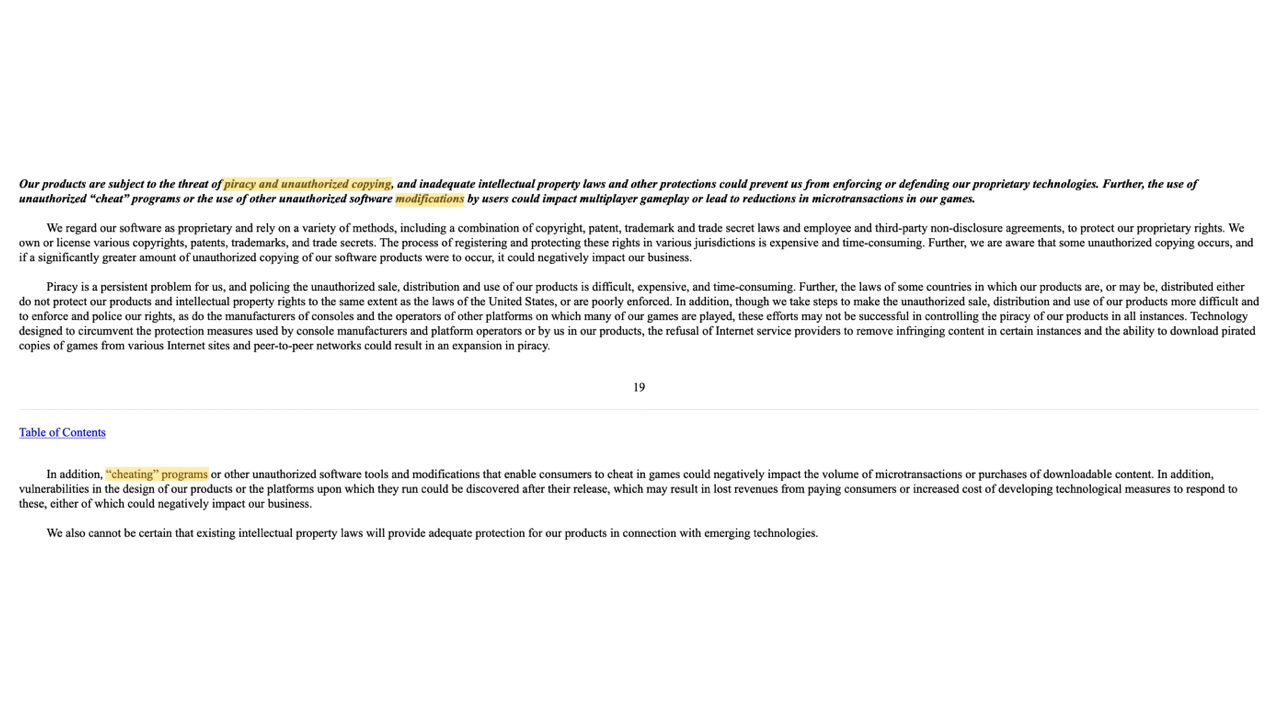 Our products are subject to the threat of piracy and unauthorized copying, and inadequate intellectual property laws and other protections could prevent us from enforcing or defending our proprietary technologies. Further, the use of
unauthorized “cheat” programs or the use of other unauthorized software modifications by users could impact multiplayer gameplay or lead to reductions in microtransactions in our games.
We regard our software as proprietary and rely on a variety of methods, including a combination of copyright, patent, trademark and trade secret laws and employee and third-party non-disclosure agreements, to protect our proprietary rights. We
own or license various copyrights, patents, trademarks, and trade secrets. The process of registering and protecting these rights in various jurisdictions is expensive and time-consuming. Further, we are aware that some unauthorized copying occurs, and
if a significantly greater amount of unauthorized copying of our software products were to occur, it could negatively impact our business.
Piracy is a persistent problem for us, and policing the unauthorized sale, distribution and use of our products is difficult, expensive, and time-consuming. Further, the laws of some countries in which our products are, or may be, distributed either
do not protect our products and intellectual property rights to the same extent as the laws of the United States, or are poorly enforced. In addition, though we take steps to make the unauthorized sale, distribution and use of our products more difficult and
to enforce and police our rights, as do the manufacturers of consoles and the operators of other platforms on which many of our games are played, these efforts may not be successful in controlling the piracy of our products in all instances. Technology
designed to circumvent the protection measures used by console manufacturers and platform operators or by us in our products, the refusal of Internet service providers to remove infringing content in certain instances and the ability to download pirated
copies of games from various Internet sites and peer-to-peer networks could result in an expansion in piracy.
19
Table of Contents
In addition, “cheating” programs or other unauthorized software tools and modifications that enable consumers to cheat in games could negatively impact the volume of microtransactions or purchases of downloadable content. In addition,
vulnerabilities in the design of our products or the platforms upon which they run could be discovered after their release, which may result in lost revenues from paying consumers or increased cost of developing technological measures to respond to
these, either of which could negatively impact our business.
We also cannot be certain that existing intellectual property laws will provide adequate protection for our products in connection with emerging technologies.